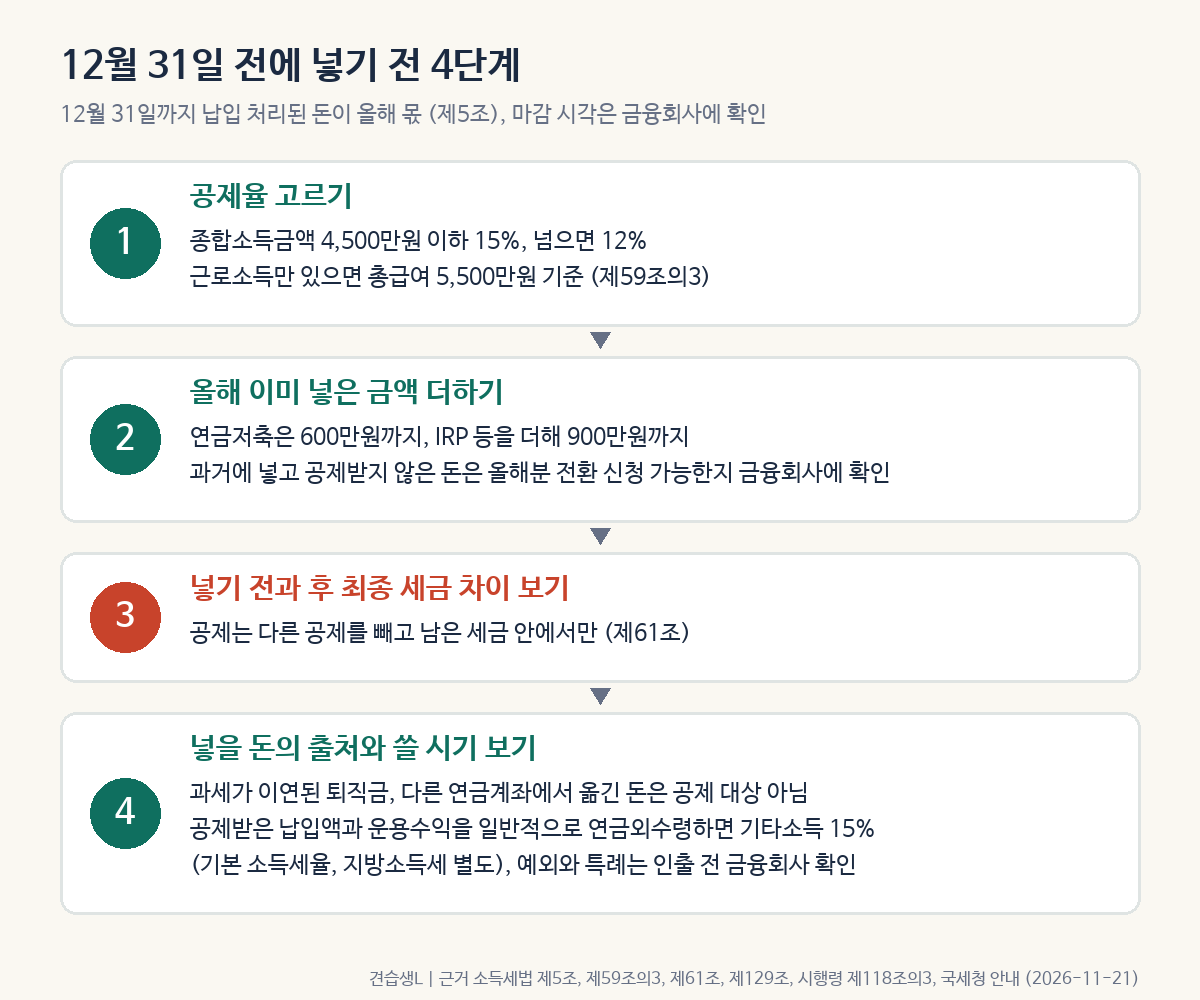 12월 31일 전에 넣기 전 4단계
12월 31일까지 납입 처리된 돈이 올해 몫 (제5조), 마감 시각은 금융회사에 확인
1
공제율 고르기
종합소득금액 4,500만원 이하 15%, 넘으면 12%
근로소득만 있으면 총급여 5,500만원 기준 (제59조의3)
▼
2
올해 이미 넣은 금액 더하기
연금저축은 600만원까지, IRP 등을 더해 900만원까지
과거에 넣고 공제받지 않은 돈은 올해분 전환 신청 가능한지 금융회사에 확인
▼
3
넣기 전과 후 최종 세금 차이 보기
공제는 다른 공제를 빼고 남은 세금 안에서만 (제61조)
▼
4
넣을 돈의 출처와 쓸 시기 보기
과세가 이연된 퇴직금, 다른 연금계좌에서 옮긴 돈은 공제 대상 아님
공제받은 납입액과 운용수익을 일반적으로 연금외수령하면 기타소득 15%
(기본 소득세율, 지방소득세 별도), 예외와 특례는 인출 전 금융회사 확인
견습생L | 근거 소득세법 제5조, 제59조의3, 제61조, 제129조, 시행령 제118조의3, 국세청 안내 (2026-11-21)